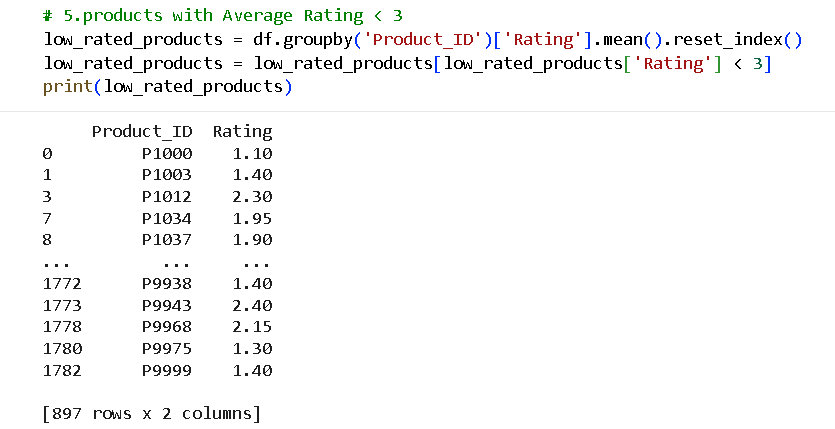 # 5.products with Average Rating < 3
low_rated_products = df.groupby('Product_ID')['Rating'].mean().reset_index()
low_rated_products = low_rated_products[low_rated_products['Rating'] < 3]
print(low_rated_products)
Product_ID Rating
0 P1000 1.10
1 P1003 1.40
3 P1012 2.30
7 P1034 1.95
8 P1037 1.90
... ... ...
1772 P9938 1.40
1773 P9943 2.40
1778 P9968 2.15
1780 P9975 1.30
1782 P9999 1.40
[897 rows x 2 columns]